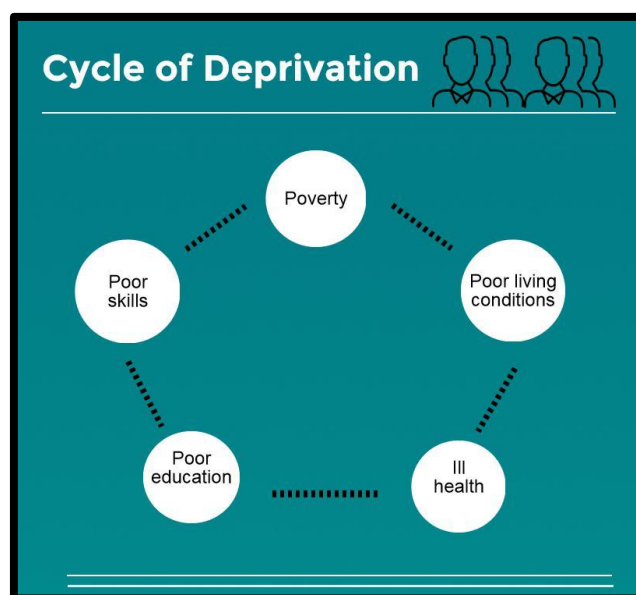 Cycle of Deprivation
Poverty
Poor living
conditions
Ill
health
Poor
education
Poor
skills